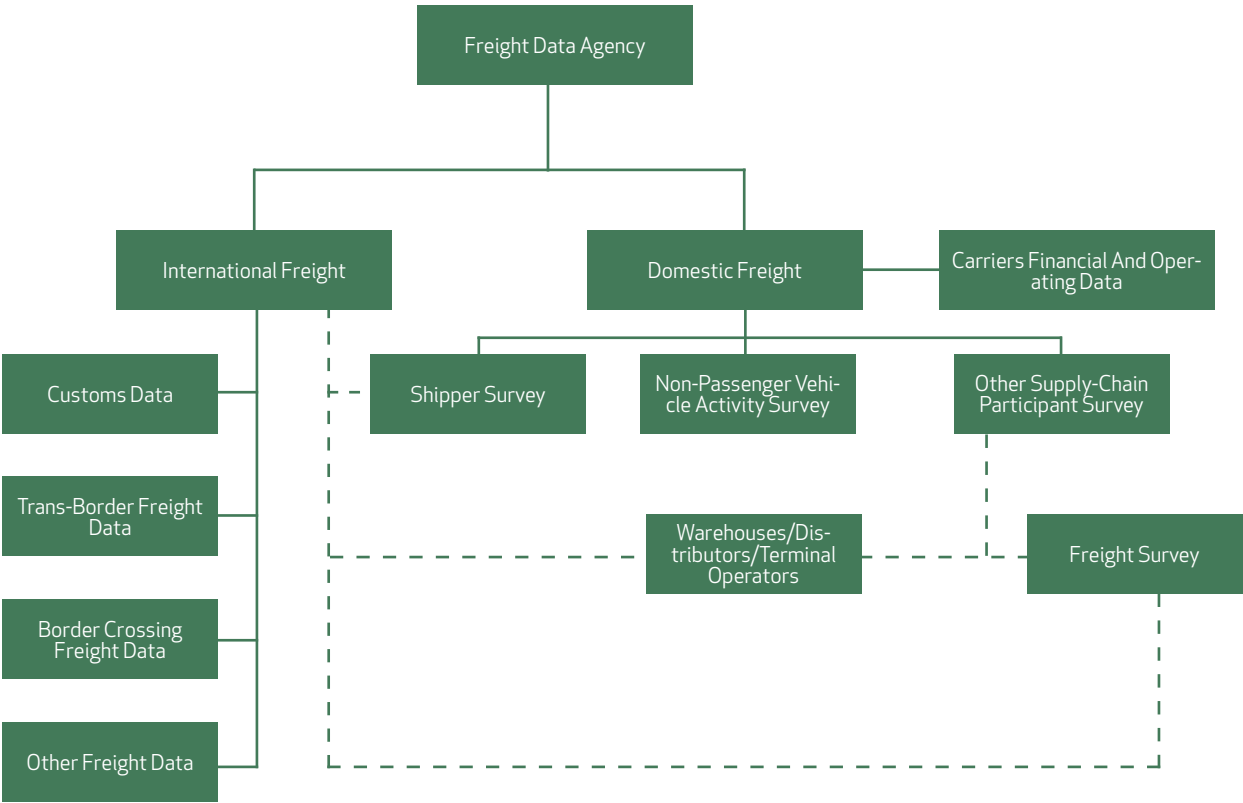 Freight Data Agency
International Freight
Domestic Freight
Carriers Financial And Oper-
ating Data
Customs Data
Shipper Survey
Non-Passenger Vehi-
cle Activity Survey
Other Supply-Chain
Participant Survey
Trans-Border Freight
Data
Warehouses/Dis-
tributors/Terminal
Operators
Freight Survey
Border Crossing
Freight Data
Other Freight Data